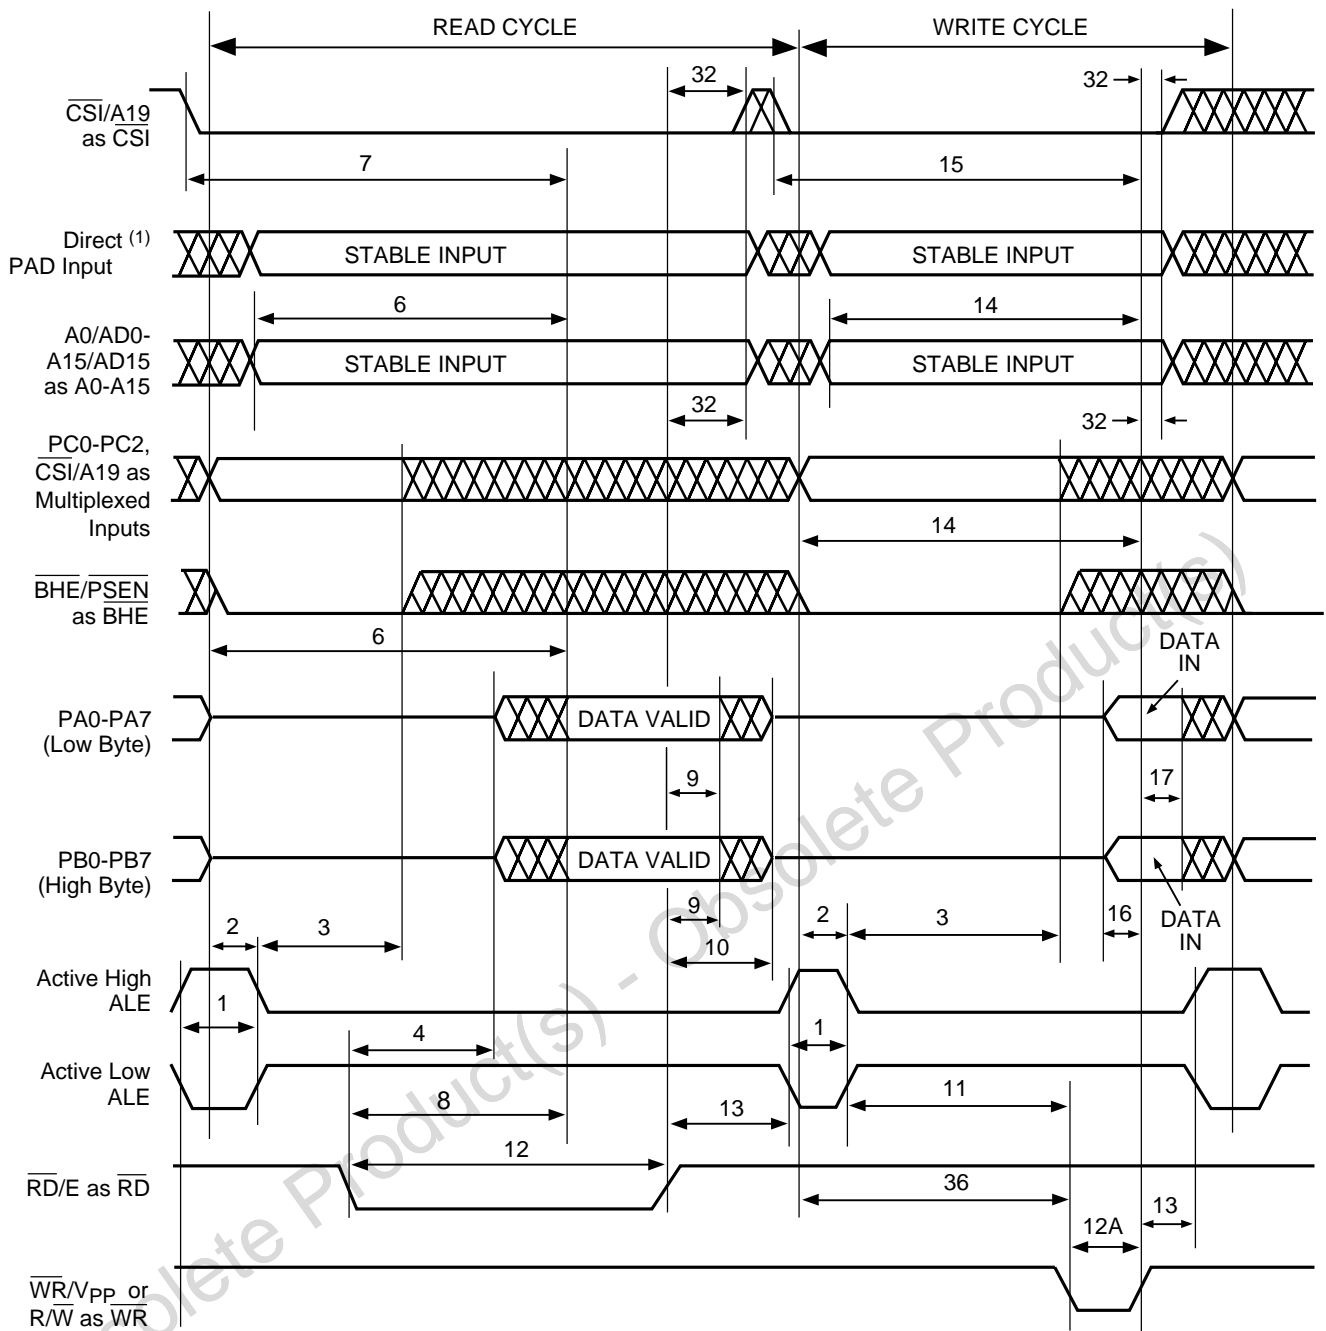 READ CYCLE
WRITE CYCLE
32
32
CSI/A19
as CSI
7
15
Direct (1)
PAD Input
STABLE INPUT
STABLE INPUT
6
14
A0/AD0-
A15/AD15
as A0-A15
STABLE INPUT
STABLE INPUT
32
32
PC0-PC2,
CSI/A19 as
Multiplexed
Inputs
14
BHE/PSEN
as BHE
6
DATA
IN
PA0-PA7
(Low Byte)
DATA VALID
9
17
PB0-PB7
(High Byte)
DATA VALID
9
2
3
2
3
16
DATA
IN
10
Active High
ALE
1
4
1
Active Low
ALE
8
13
11
12
RD/E as RD
36
13
12A
WR/VPP or
R/W as WR
Obsolete Product(s) - Obsolete Product(s)